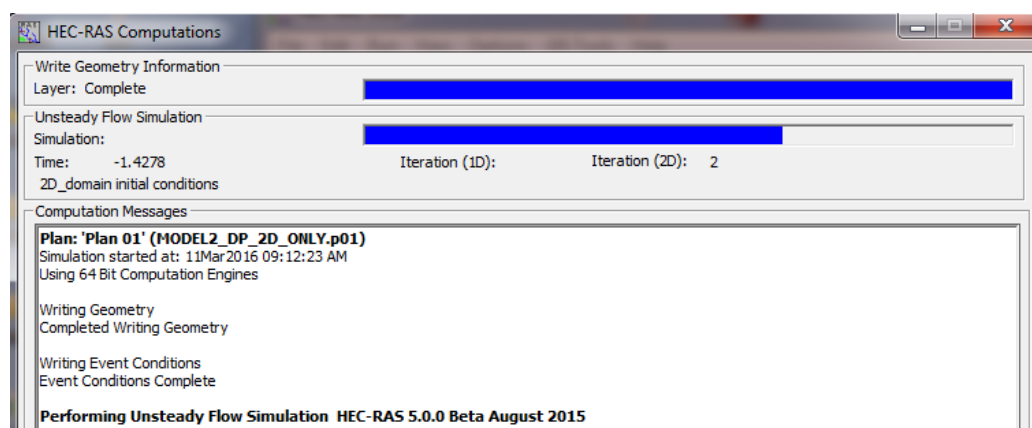 HEC-RAS Computations
Write Geometry Information
Layer: Complete
Unsteady Flow Simulation
Simulation:
Time: -1.4278 Iteration (1D): Iteration (2D): 2
2D_domain initial conditions
Computation Messages
Plan: 'Plan 01' (MODEL2_DP_2D_ONLY.p01)
Simulation started at: 11Mar2016 09:12:23 AM
Using 64 Bit Computation Engines
Writing Geometry
Completed Writing Geometry
Writing Event Conditions
Event Conditions Complete
Performing Unsteady Flow Simulation HEC-RAS 5.0.0 Beta August 2015